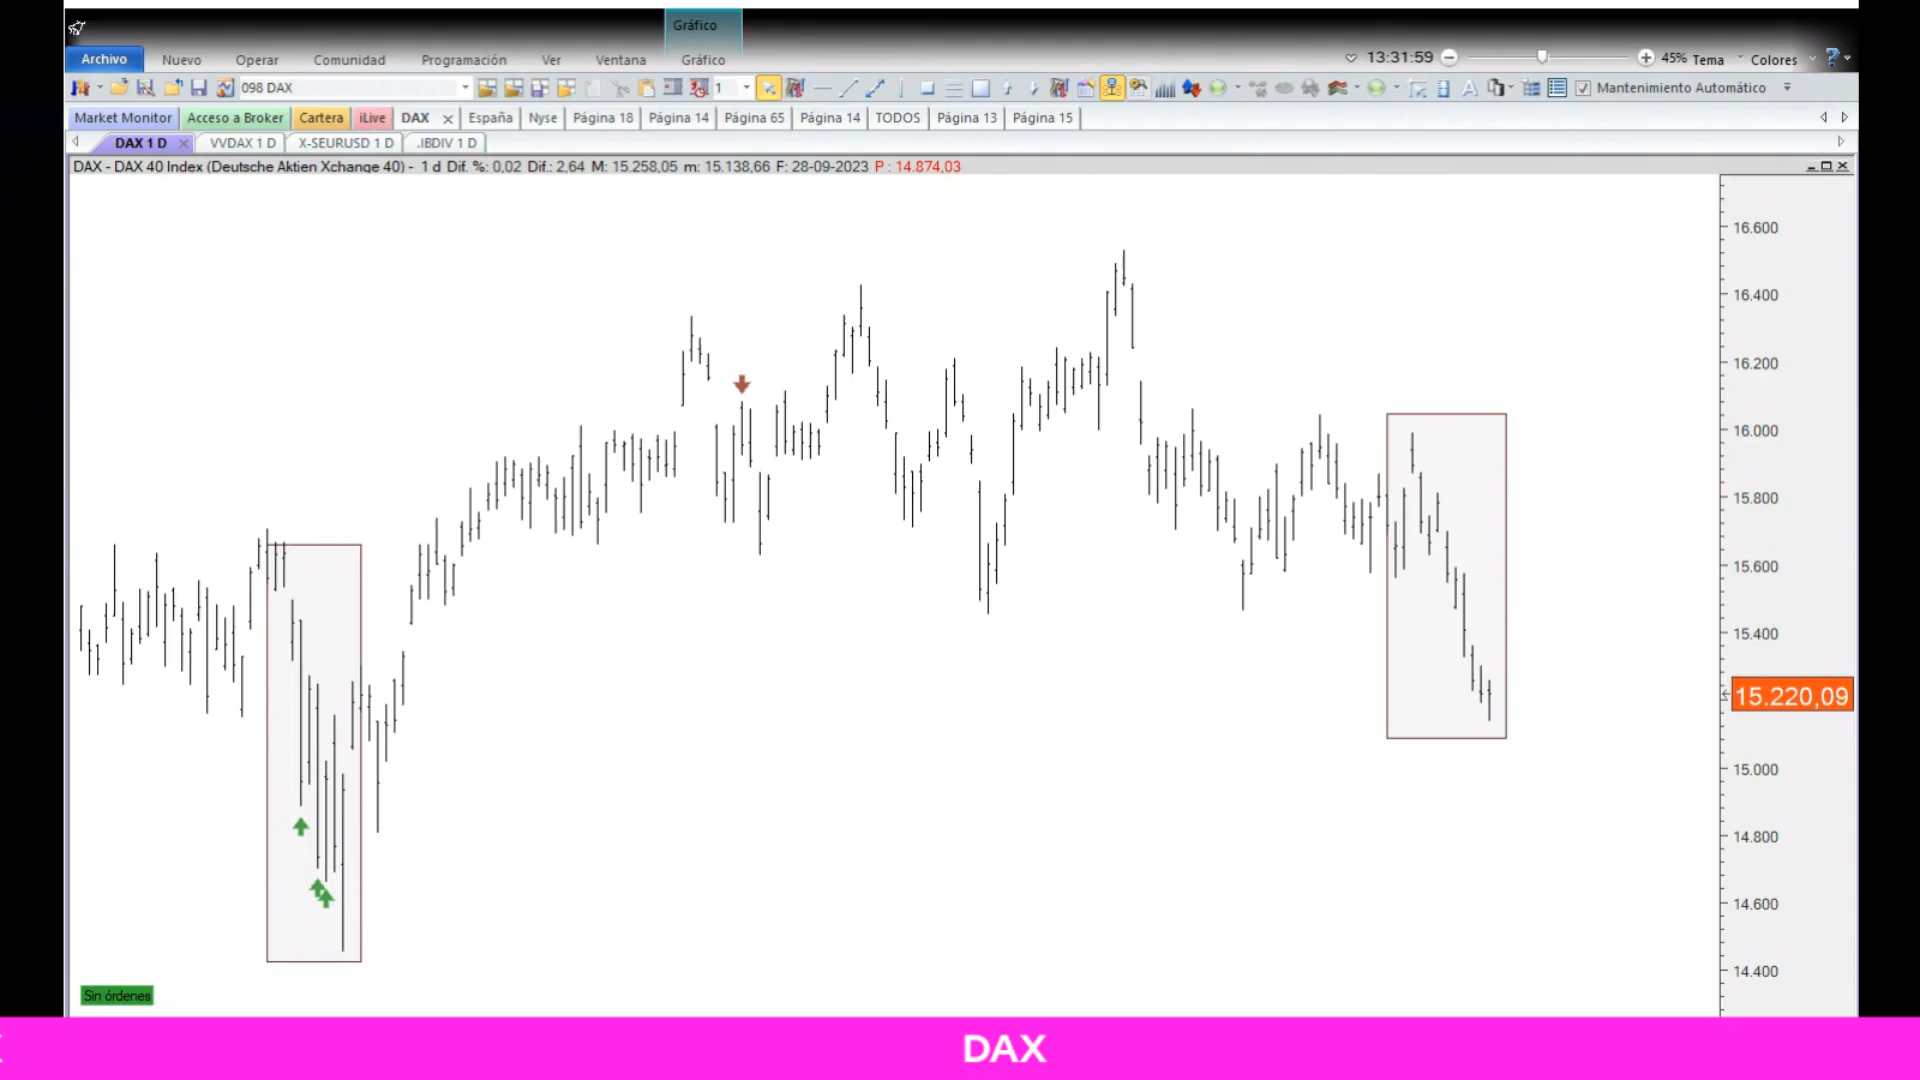 Gráfico
Archivo Nuevo Operar Comunidad Programación Ver Ventana Gráfico 13:31:59 45% Tema Colores
098 DAX 1 Mantenimiento Automático
Market Monitor Acceso a Broker Cartera iLive DAX España Nyse Página 18 Página 14 Página 65 Página 14 TODOS Página 13 Página 15
DAX 1 D VVDAX 1 D X-SEURUSD 1 D .IBDIV 1 D
DAX - DAX 40 Index (Deutsche Aktien Xchange 40) - 1 d Dif. %: 0,02 Dif.: 2,64 M: 15.258,05 m: 15.138,66 F: 28-09-2023 P : 14.874,03
16.600
16.400
16.200
16.000
15.800
15.600
15.400
15.220,09
15.000
14.800
14.600
14.400
Sin órdenes
DAX